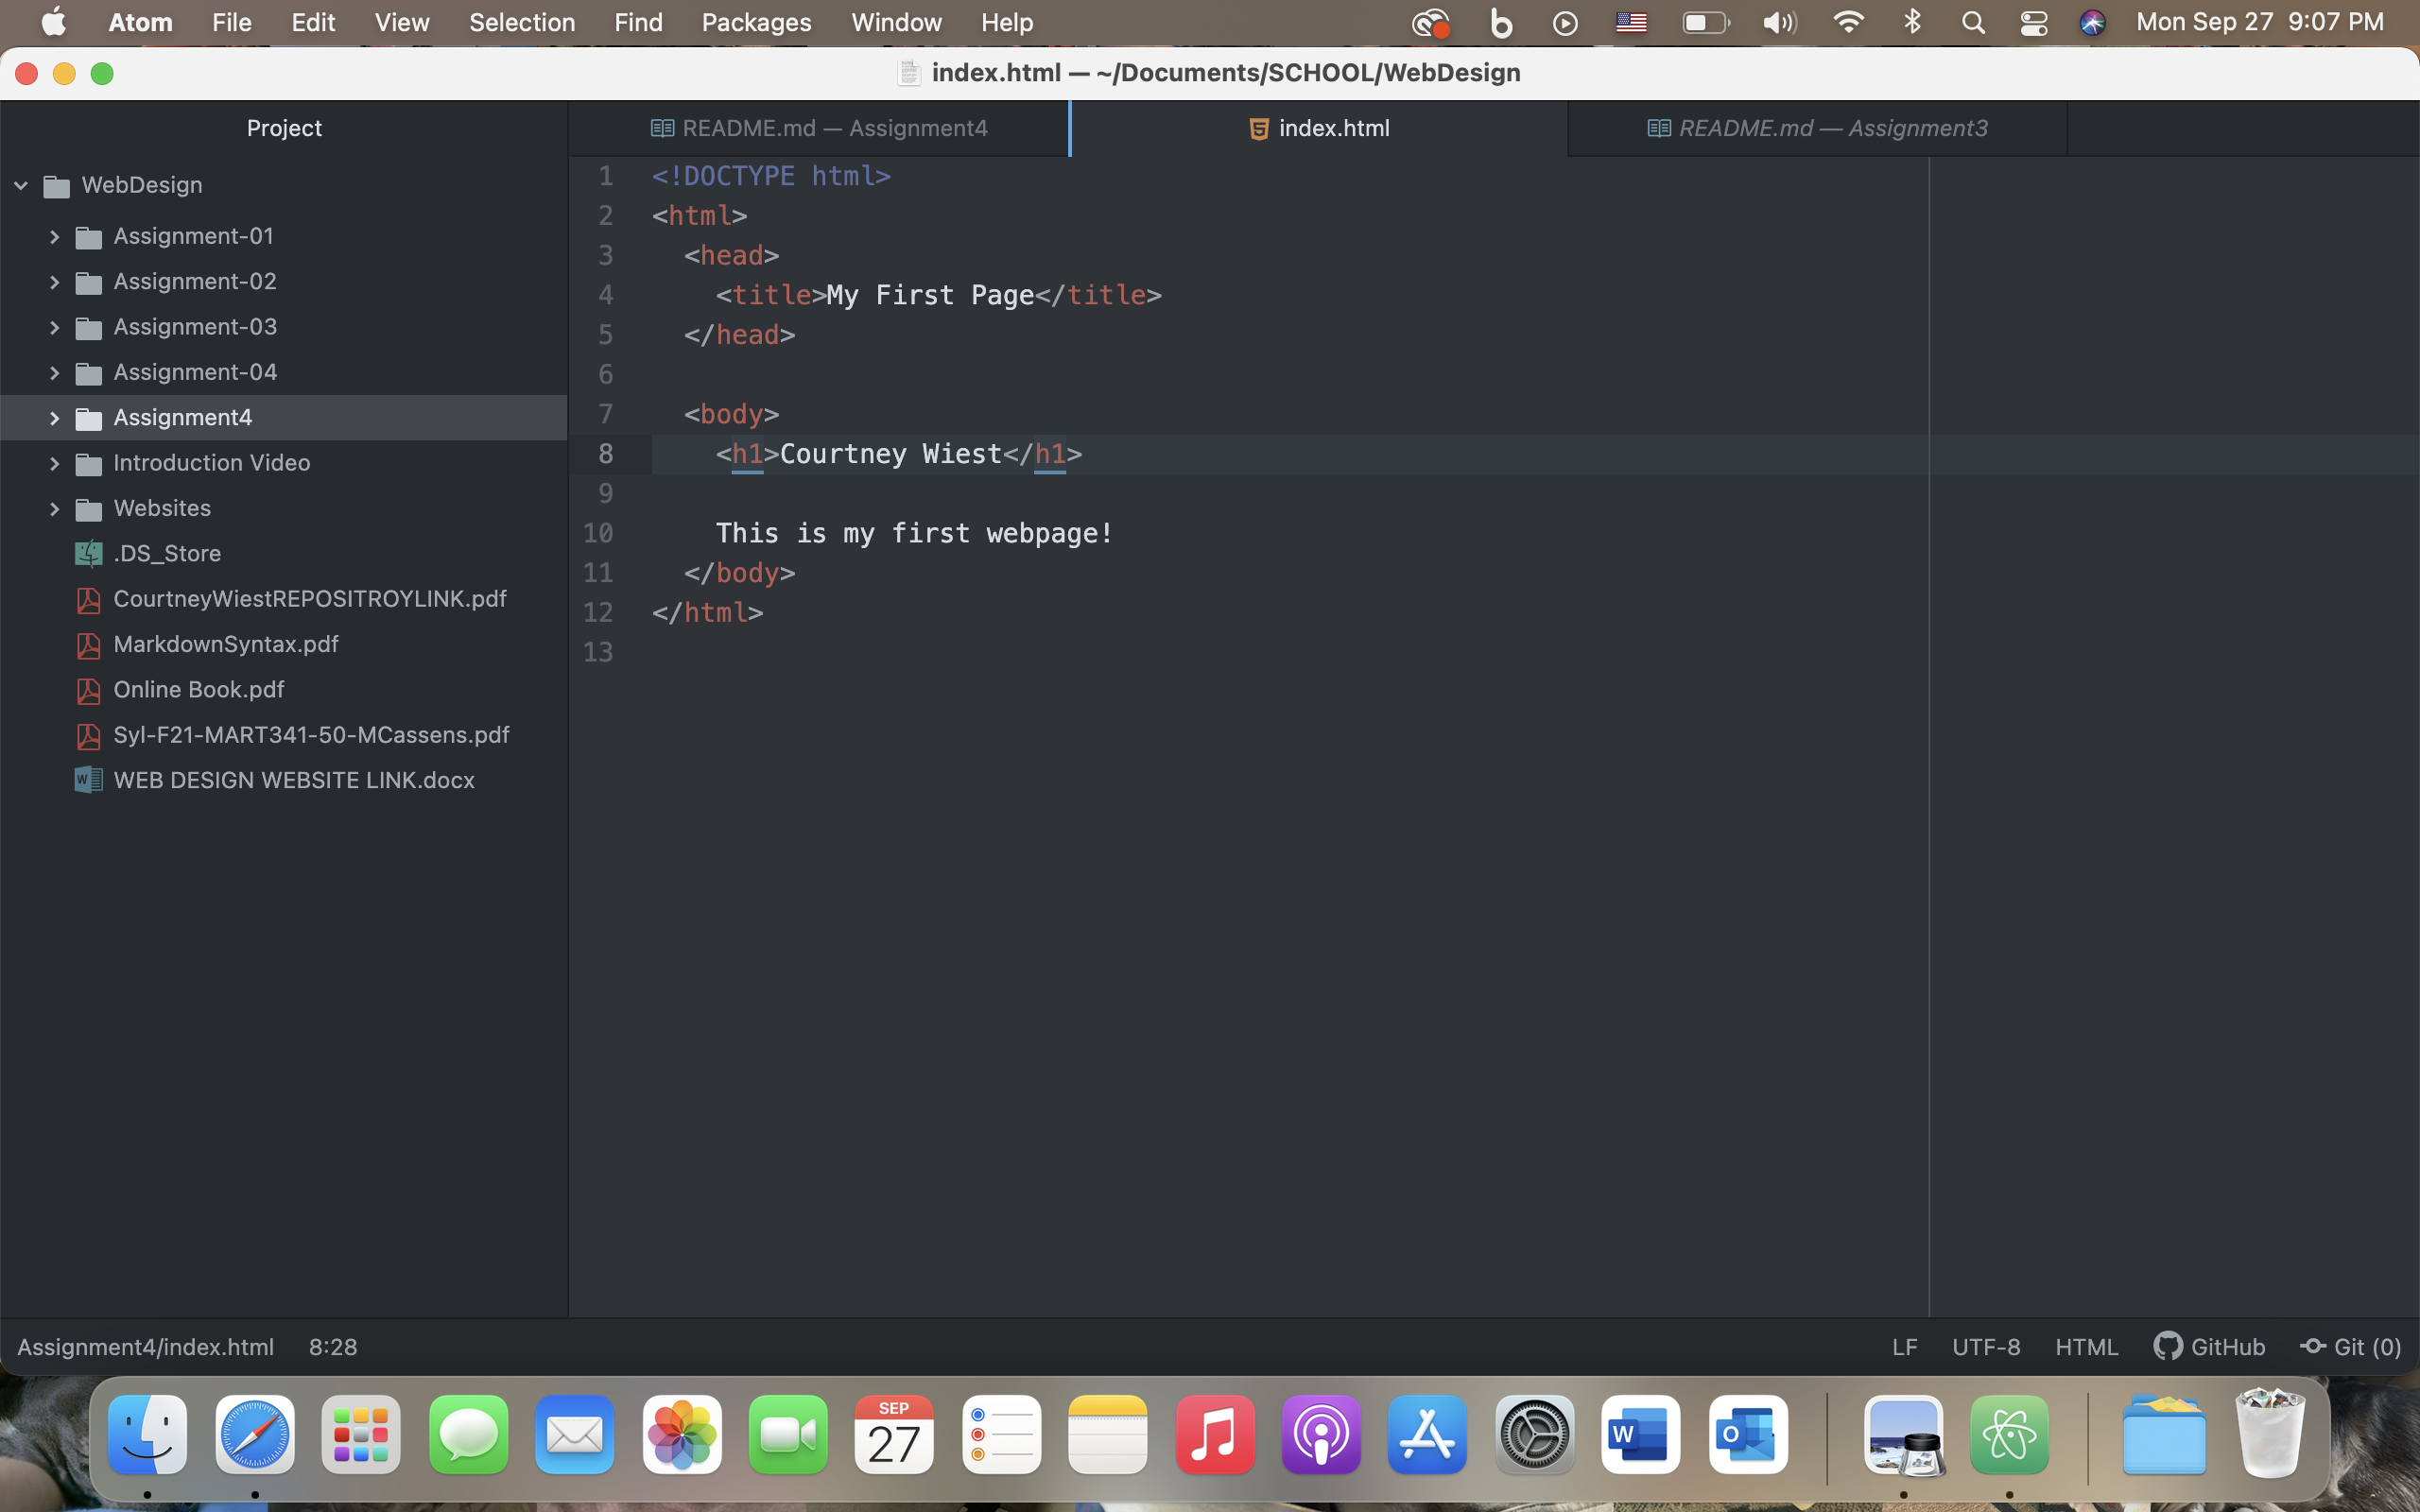 Atom File Edit View Selection Find Packages Window Help Mon Sep 27 9:07 PM
index.html — ~/Documents/SCHOOL/WebDesign
Project
README.md — Assignment4 index.html README.md — Assignment3
WebDesign
Assignment-01
Assignment-02
Assignment-03
Assignment-04
Assignment4
Introduction Video
Websites
.DS_Store
CourtneyWiestREPOSITROYLINK.pdf
MarkdownSyntax.pdf
Online Book.pdf
Syl-F21-MART341-50-MCassens.pdf
WEB DESIGN WEBSITE LINK.docx
1 <!DOCTYPE html>
2 <html>
3 <head>
4 <title>My First Page</title>
5 </head>
6
7 <body>
8 <h1>Courtney Wiest</h1>
9
10 This is my first webpage!
11 </body>
12 </html>
13
Assignment4/index.html 8:28 LF UTF-8 HTML GitHub Git (0)
SEP
27
W
O